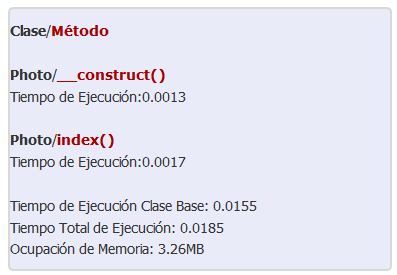 Clase/Método
Photo/__construct()
Tiempo de Ejecución:0.0013
Photo/index()
Tiempo de Ejecución:0.0017
Tiempo de Ejecución Clase Base: 0.0155
Tiempo Total de Ejecución: 0.0185
Ocupación de Memoria: 3.26MB